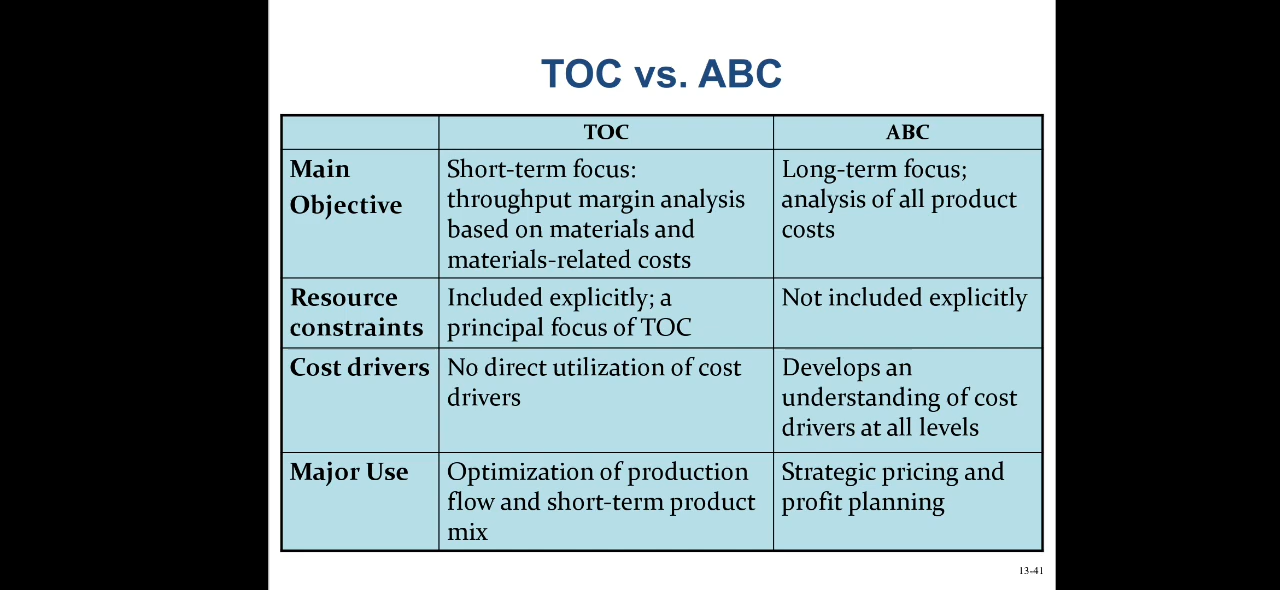 TOC vs. ABC
TOC
ABC
Main
Objective
Short-term focus:
throughput margin analysis
based on materials and
materials-related costs
Long-term focus;
analysis of all product
costs
Resource
constraints
Included explicitly; a
principal focus of TOC
Not included explicitly
Cost drivers
No direct utilization of cost
drivers
Develops an
understanding of cost
drivers at all levels
Major Use
Optimization of production
flow and short-term product
mix
Strategic pricing and
profit planning
13-41